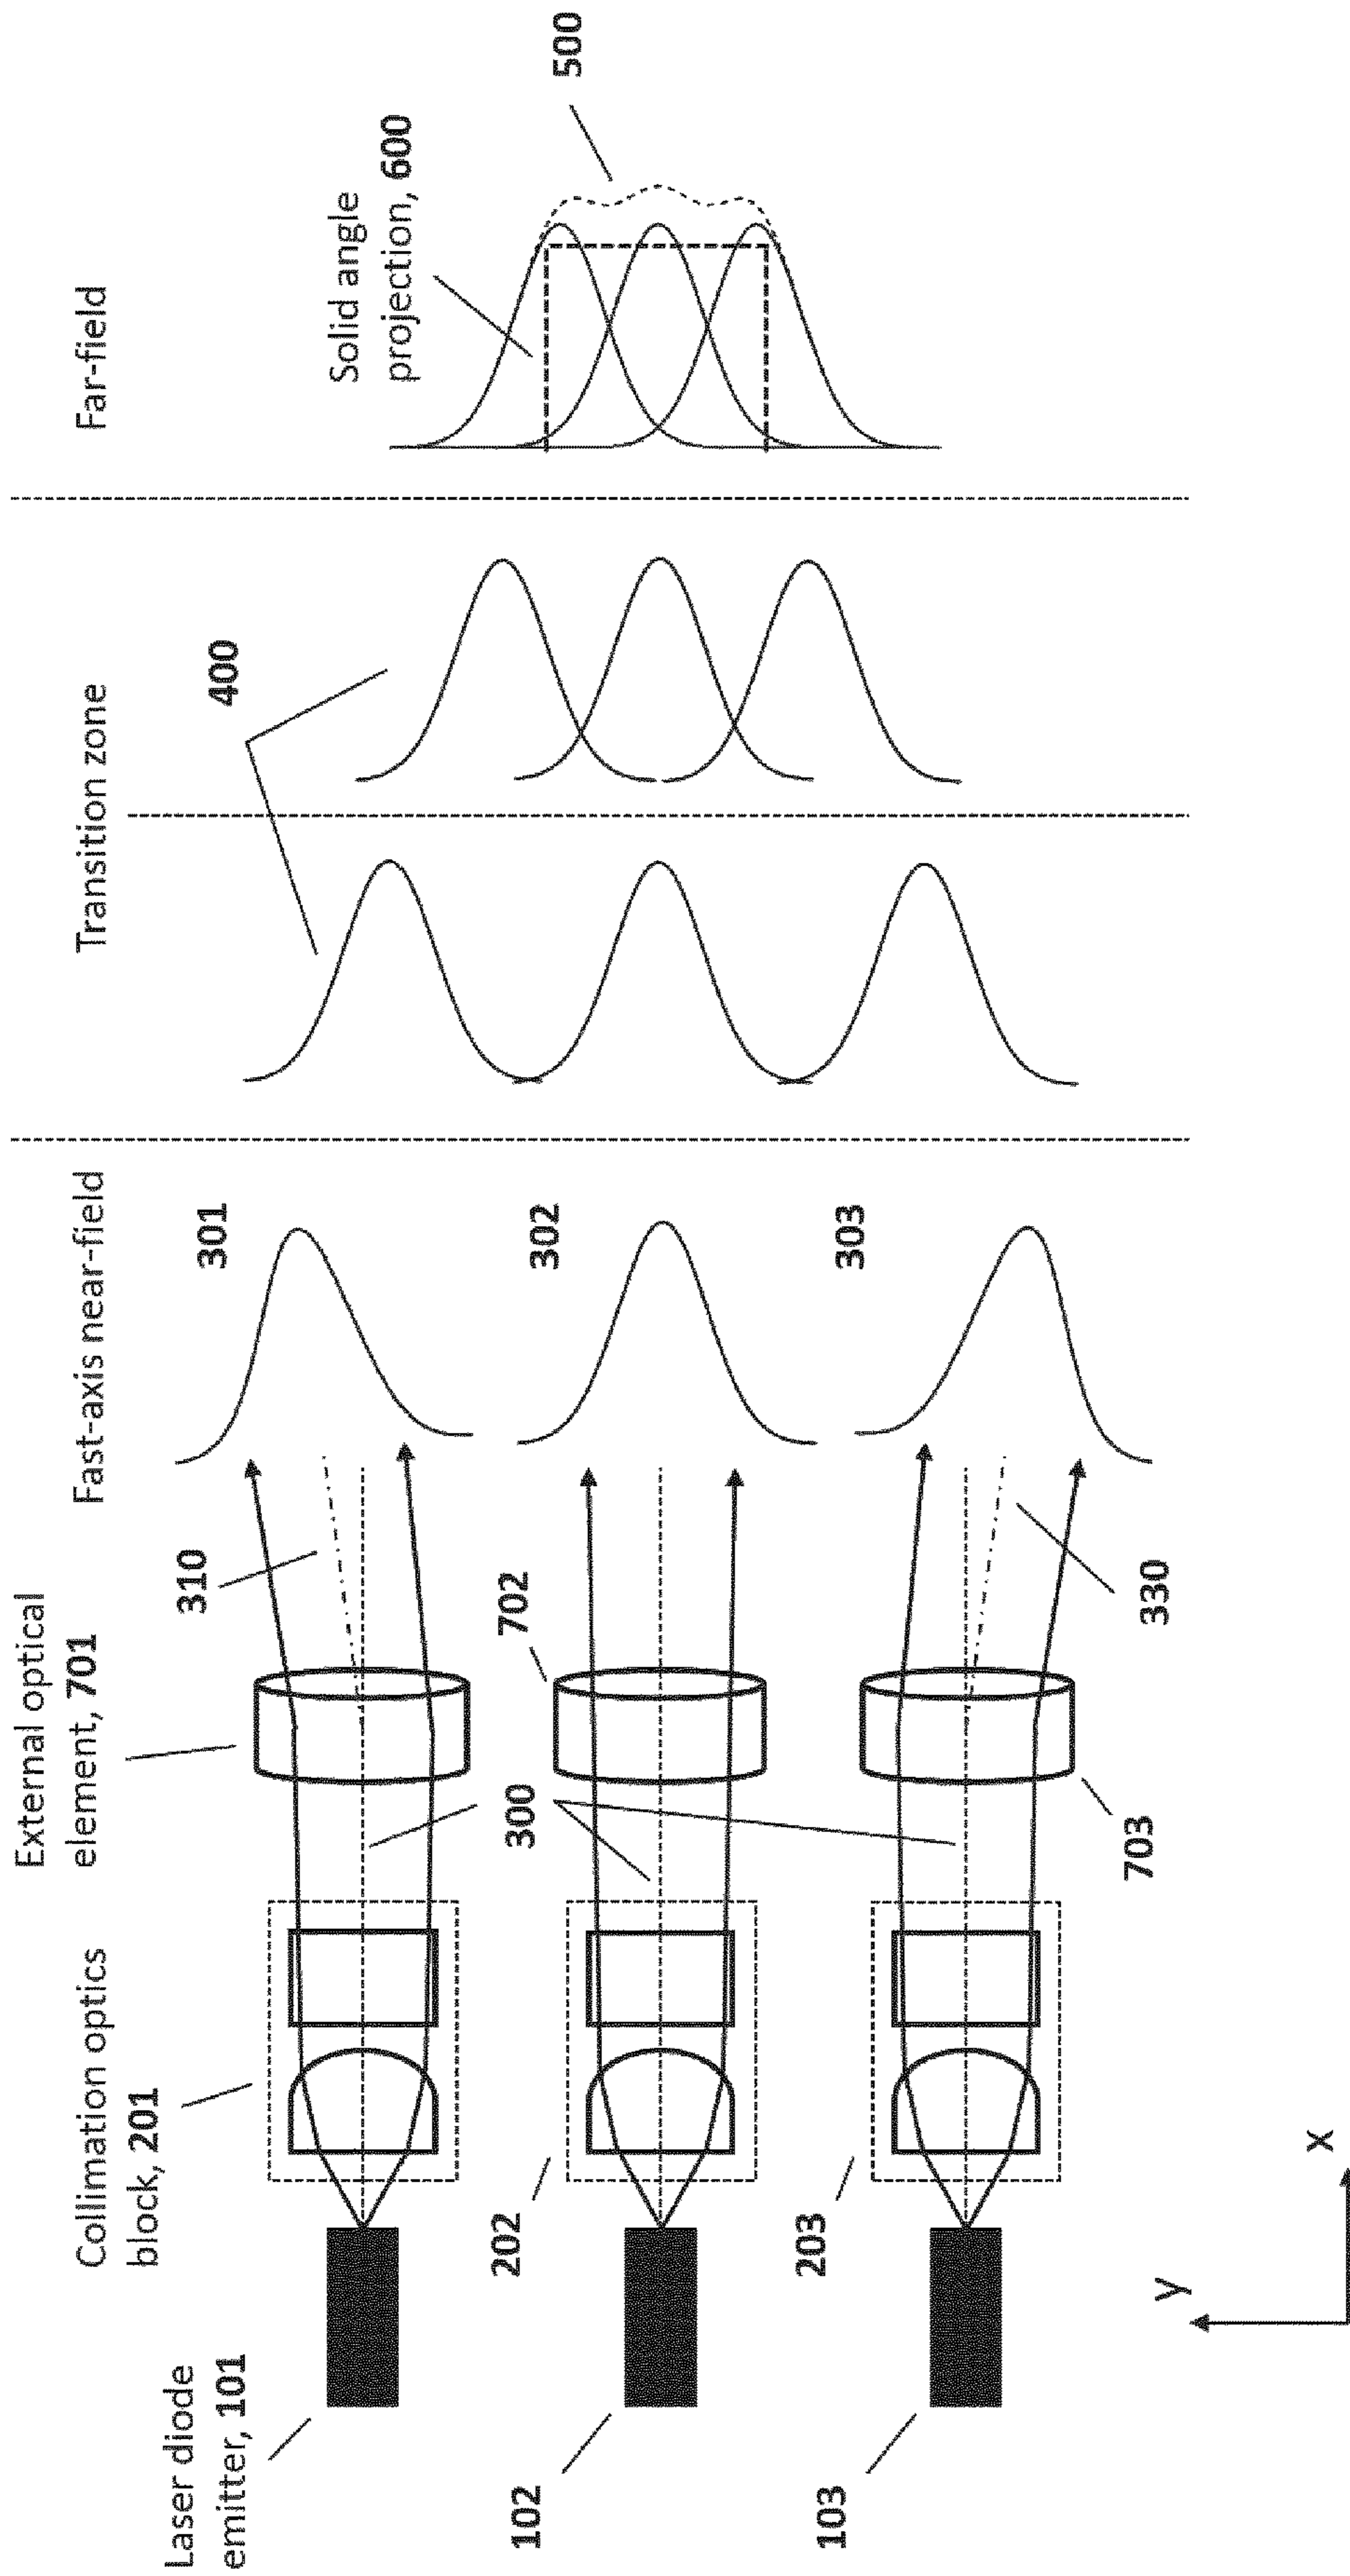 Laser diode
emitter, 101
Collimation optics
block, 201
External optical
element, 701
Fast-axis near-field
Transition zone
Far-field
310
301
400
Solid angle
projection, 600
500
102
202
300
702
302
103
203
703
330
303
y
x